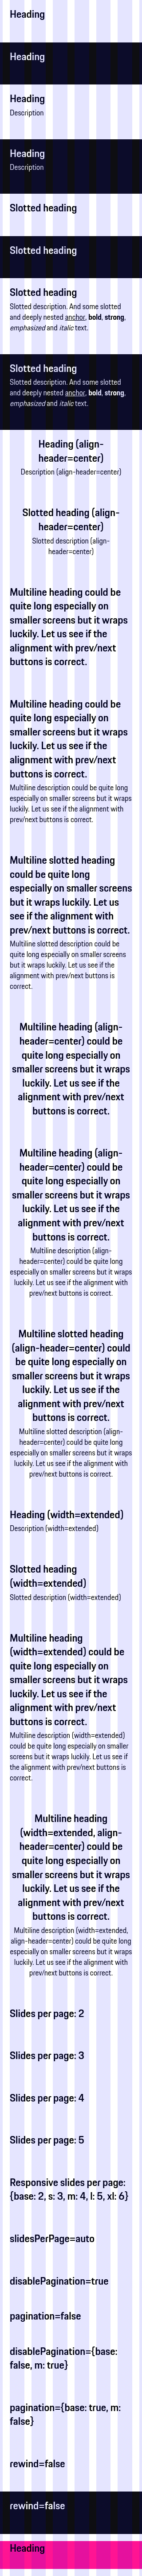 Heading
Heading
Heading
Description
Heading
Description
Slotted heading
Slotted heading
Slotted heading
Slotted description. And some slotted
and deeply nested anchor, bold, strong,
emphasized and italic text.
Slotted heading
Slotted description. And some slotted
and deeply nested anchor, bold, strong,
emphasized and italic text.
Heading (align-
header=center)
Description (align-header=center)
Slotted heading (align-
header=center)
Slotted description (align-
header=center)
Multiline heading could be
quite long especially on
smaller screens but it wraps
luckily. Let us see if the
alignment with prev/next
buttons is correct.
Multiline heading could be
quite long especially on
smaller screens but it wraps
luckily. Let us see if the
alignment with prev/next
buttons is correct.
Multiline description could be quite long
especially on smaller screens but it wraps
luckily. Let us see if the alignment with
prev/next buttons is correct.
Multiline slotted heading
could be quite long
especially on smaller screens
but it wraps luckily. Let us
see if the alignment with
prev/next buttons is correct.
Multiline slotted description could be
quite long especially on smaller screens
but it wraps luckily. Let us see if the
alignment with prev/next buttons is
correct.
Multiline heading (align-
header=center) could be
quite long especially on
smaller screens but it wraps
luckily. Let us see if the
alignment with prev/next
buttons is correct.
Multiline heading (align-
header=center) could be
quite long especially on
smaller screens but it wraps
luckily. Let us see if the
alignment with prev/next
buttons is correct.
Multiline description (align-
header=center) could be quite long
especially on smaller screens but it wraps
luckily. Let us see if the alignment with
prev/next buttons is correct.
Multiline slotted heading
(align-header=center) could
be quite long especially on
smaller screens but it wraps
luckily. Let us see if the
alignment with prev/next
buttons is correct.
Multiline slotted description (align-
header=center) could be quite long
especially on smaller screens but it wraps
luckily. Let us see if the alignment with
prev/next buttons is correct.
Heading (width=extended)
Description (width=extended)
Slotted heading
(width=extended)
Slotted description (width=extended)
Multiline heading
(width=extended) could be
quite long especially on
smaller screens but it wraps
luckily. Let us see if the
alignment with prev/next
buttons is correct.
Multiline description (width=extended)
could be quite long especially on smaller
screens but it wraps luckily. Let us see if
the alignment with prev/next buttons is
correct.
Multiline heading
(width=extended, align-
header=center) could be
quite long especially on
smaller screens but it wraps
luckily. Let us see if the
alignment with prev/next
buttons is correct.
Multiline description (width=extended,
align-header=center) could be quite long
especially on smaller screens but it wraps
luckily. Let us see if the alignment with
prev/next buttons is correct.
Slides per page: 2
Slides per page: 3
Slides per page: 4
Slides per page: 5
Responsive slides per page:
{base: 2, s: 3, m: 4, l: 5, xl: 6}
slidesPerPage=auto
disablePagination=true
pagination=false
disablePagination={base:
false, m: true}
pagination={base: true, m:
false}
rewind=false
rewind=false
Heading